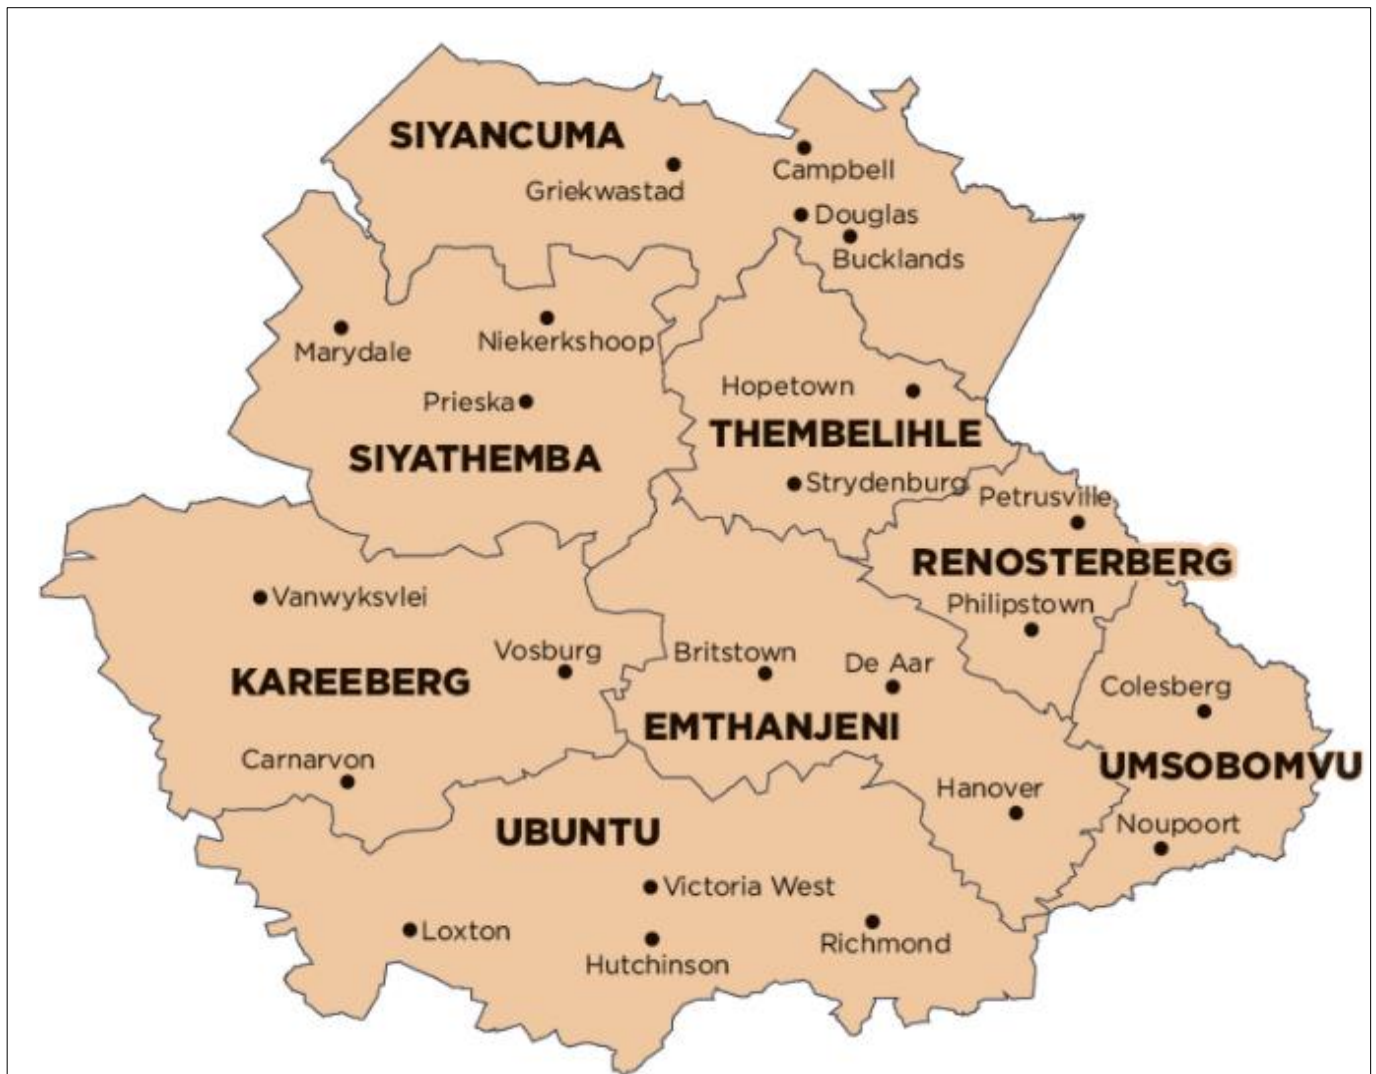 SIYANCUMA
Campbell
Griekwastad
Douglas
Bucklands
Marydale
Niekerkshoop
Hopetown
Prieska
THEMBELIHLE
SIYATHEMBA
Strydenburg
Petrusville
RENOSTERBERG
Vanwyksvlei
Philipstown
Vosburg
Britstown
De Aar
KAREEBERG
Colesberg
EMTHANJENI
Carnarvon
UMSOBOMVU
Hanover
UBUNTU
Noupoort
Victoria West
Loxton
Richmond
Hutchinson